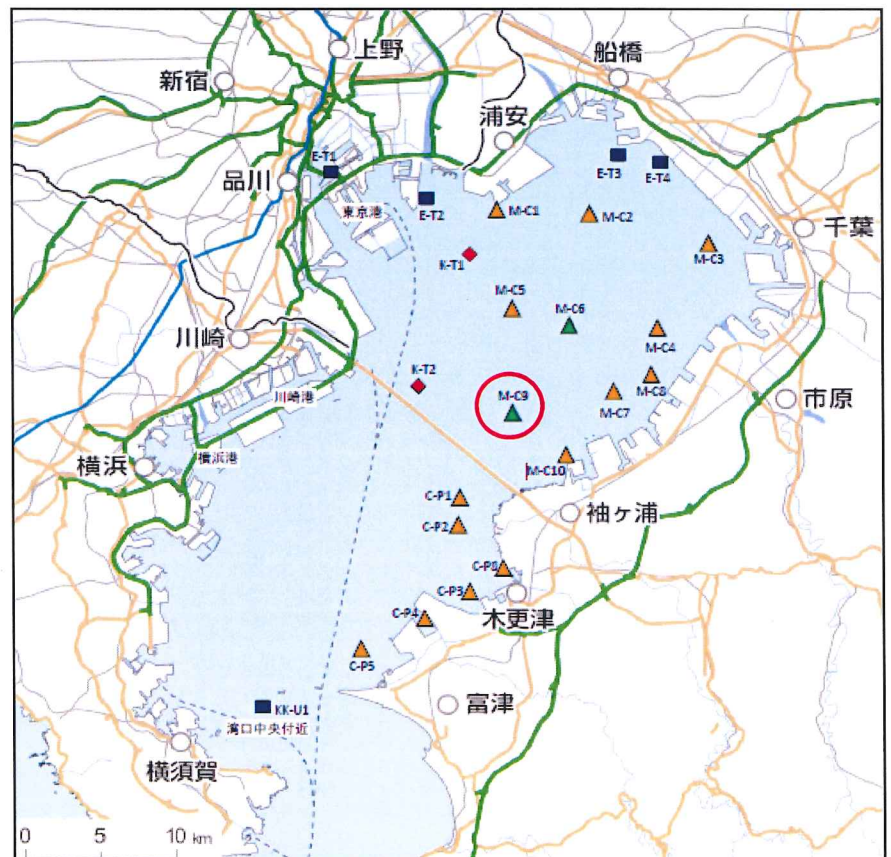 上野
船橋
新宿
浦安
E-T1
品川
E-T3
E-T4
東京港
E-T2
M-C1
M-C2
千葉
M-C3
K-T1
M-C5
M-C6
川崎
M-C4
K-T2
M-C8
川崎港
M-C9
M-C7
市原
横浜
横浜港
M-C10
C-P1
袖ヶ浦
C-P2
C-P8
C-P3
木更津
C-P4
C-P5
KK-U1
富津
湾口中央付近
横須賀
0 5 10 km